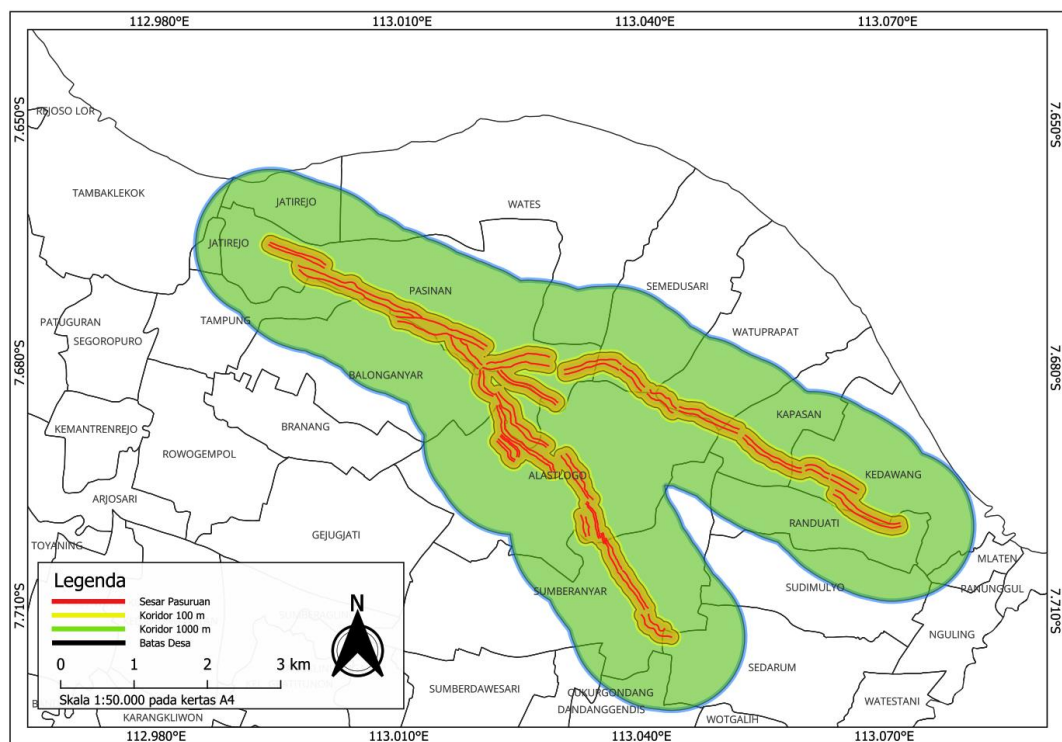 112.980°E 113.010°E 113.040°E 113.070°E
7.650°S
7.650°S
REJOSO LOR
TAMBAKLEKOK
JATIREJO
WATES
JATIREJO
PASINAN
SEMEDUSARI
TAMPUNG
PATUGURAN
WATUPRAPAT
SEGOROPURO
7.680°S
7.680°S
BALONGANYAR
KAPASAN
KEMANTRENREJO
BRANANG
ROWOGEMPOL
ALASTLOGO
KEDAWANG
ARJOSARI
RANDUATI
GEJUGJATI
TOYANING
MLATEN
SUMBERANYAR
SUDIMULYO
PANUNGGUL
7.710°S
7.710°S
NGULING
SEDARUM
SUMBERDAWESARI
CUKURGONDANG
WATESTANI
DANDANGGENDIS
WOTGALIH
KARANGKLIWON
Legenda
Sesar Pasuruan
Koridor 100 m
Koridor 1000 m
Batas Desa
N
0 1 2 3 km
Skala 1:50.000 pada kertas A4
112.980°E 113.010°E 113.040°E 113.070°E